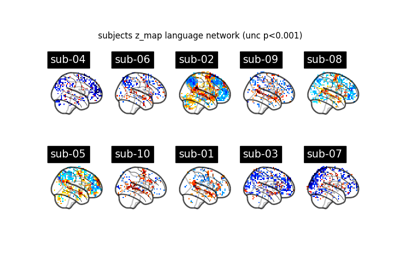 subjects z_map language network (unc p<0.001)
sub-04 sub-06 sub-02 sub-09 sub-08
sub-05 sub-10 sub-01 sub-03 sub-07